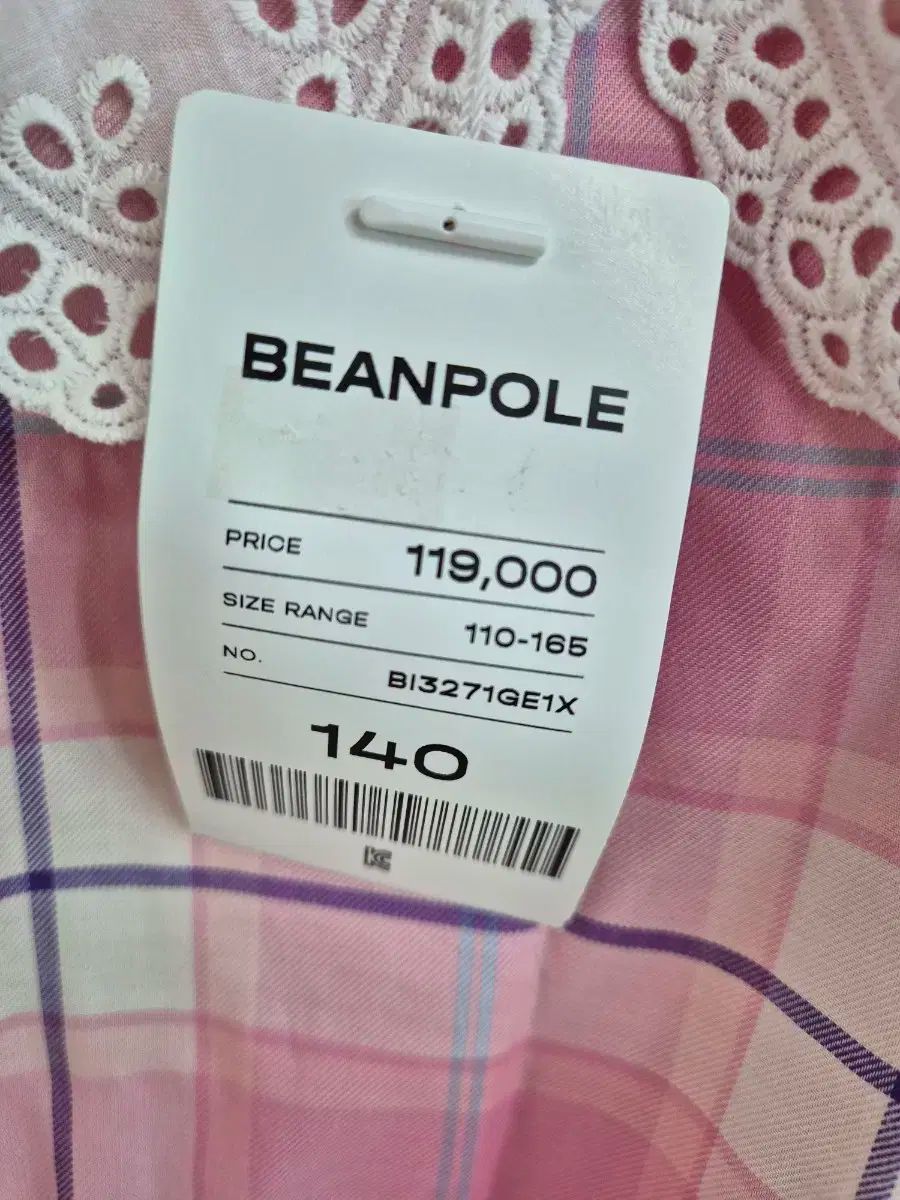 BEANPOLE
PRICE 119,000
SIZE RANGE 110-165
NO. BI3271GE1X
140